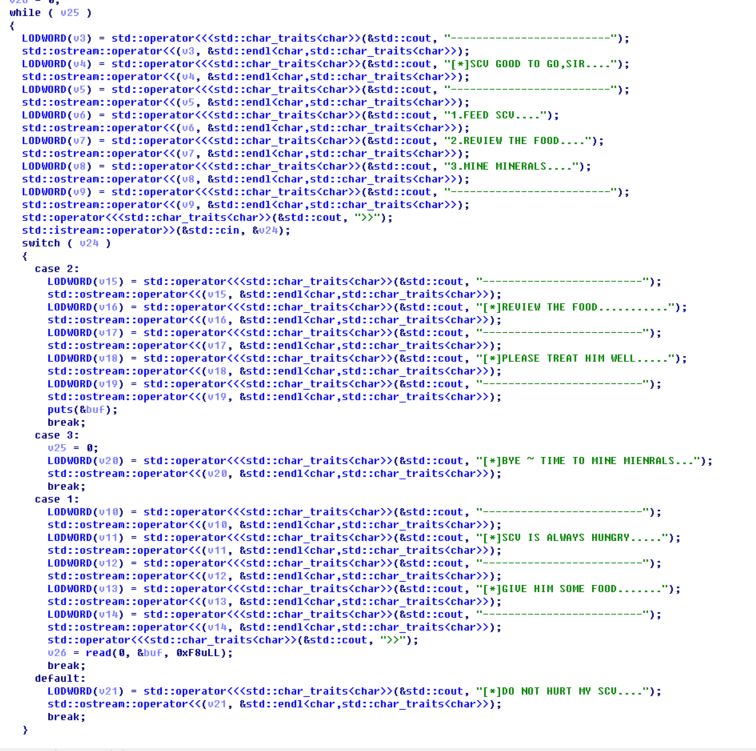 v26 = 0;
while ( v25 )
{
LODWORD(v3) = std::operator<<<std::char_traits<char>>(&std::cout, "-------------------------");
std::ostream::operator<<(v3, &std::endl<char,std::char_traits<char>>);
LODWORD(v4) = std::operator<<<std::char_traits<char>>(&std::cout, "[*]SCV GOOD TO GO,SIR....");
std::ostream::operator<<(v4, &std::endl<char,std::char_traits<char>>);
LODWORD(v5) = std::operator<<<std::char_traits<char>>(&std::cout, "-------------------------");
std::ostream::operator<<(v5, &std::endl<char,std::char_traits<char>>);
LODWORD(v6) = std::operator<<<std::char_traits<char>>(&std::cout, "1.FEED SCV....");
std::ostream::operator<<(v6, &std::endl<char,std::char_traits<char>>);
LODWORD(v7) = std::operator<<<std::char_traits<char>>(&std::cout, "2.REVIEW THE FOOD....");
std::ostream::operator<<(v7, &std::endl<char,std::char_traits<char>>);
LODWORD(v8) = std::operator<<<std::char_traits<char>>(&std::cout, "3.MINE MINERALS....");
std::ostream::operator<<(v8, &std::endl<char,std::char_traits<char>>);
LODWORD(v9) = std::operator<<<std::char_traits<char>>(&std::cout, "-------------------------");
std::ostream::operator<<(v9, &std::endl<char,std::char_traits<char>>);
std::operator<<<std::char_traits<char>>(&std::cout, ">>");
std::istream::operator>>(&std::cin, &v24);
switch ( v24 )
{
case 2:
LODWORD(v15) = std::operator<<<std::char_traits<char>>(&std::cout, "-------------------------");
std::ostream::operator<<(v15, &std::endl<char,std::char_traits<char>>);
LODWORD(v16) = std::operator<<<std::char_traits<char>>(&std::cout, "[*]REVIEW THE FOOD...........");
std::ostream::operator<<(v16, &std::endl<char,std::char_traits<char>>);
LODWORD(v17) = std::operator<<<std::char_traits<char>>(&std::cout, "-------------------------");
std::ostream::operator<<(v17, &std::endl<char,std::char_traits<char>>);
LODWORD(v18) = std::operator<<<std::char_traits<char>>(&std::cout, "[*]PLEASE TREAT HIM WELL.....");
std::ostream::operator<<(v18, &std::endl<char,std::char_traits<char>>);
LODWORD(v19) = std::operator<<<std::char_traits<char>>(&std::cout, "-------------------------");
std::ostream::operator<<(v19, &std::endl<char,std::char_traits<char>>);
puts(&buf);
break;
case 3:
v25 = 0;
LODWORD(v20) = std::operator<<<std::char_traits<char>>(&std::cout, "[*]BYE ~ TIME TO MINE MIENRALS...");
std::ostream::operator<<(v20, &std::endl<char,std::char_traits<char>>);
break;
case 1:
LODWORD(v10) = std::operator<<<std::char_traits<char>>(&std::cout, "-------------------------");
std::ostream::operator<<(v10, &std::endl<char,std::char_traits<char>>);
LODWORD(v11) = std::operator<<<std::char_traits<char>>(&std::cout, "[*]SCV IS ALWAYS HUNGRY.....");
std::ostream::operator<<(v11, &std::endl<char,std::char_traits<char>>);
LODWORD(v12) = std::operator<<<std::char_traits<char>>(&std::cout, "-------------------------");
std::ostream::operator<<(v12, &std::endl<char,std::char_traits<char>>);
LODWORD(v13) = std::operator<<<std::char_traits<char>>(&std::cout, "[*]GIVE HIM SOME FOOD.......");
std::ostream::operator<<(v13, &std::endl<char,std::char_traits<char>>);
LODWORD(v14) = std::operator<<<std::char_traits<char>>(&std::cout, "-------------------------");
std::ostream::operator<<(v14, &std::endl<char,std::char_traits<char>>);
std::operator<<<std::char_traits<char>>(&std::cout, ">>");
v26 = read(0, &buf, 0xF8uLL);
break;
default:
LODWORD(v21) = std::operator<<<std::char_traits<char>>(&std::cout, "[*]DO NOT HURT MY SCV....");
std::ostream::operator<<(v21, &std::endl<char,std::char_traits<char>>);
break;
}